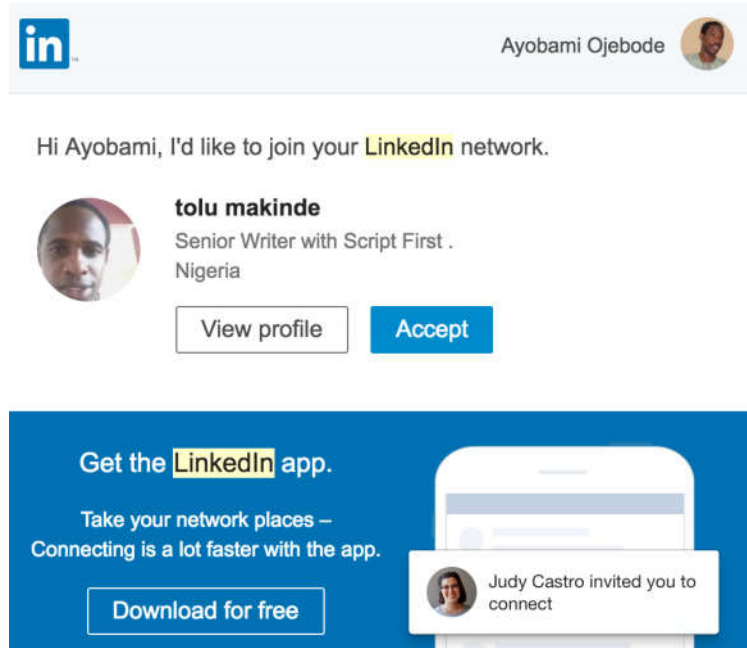 in
Ayobami Ojebode
Hi Ayobami, I'd like to join your LinkedIn network.
tolu makinde
Senior Writer with Script First .
Nigeria
View profile
Accept
Get the LinkedIn app.
Take your network places –
Connecting is a lot faster with the app.
Download for free
Judy Castro invited you to
connect